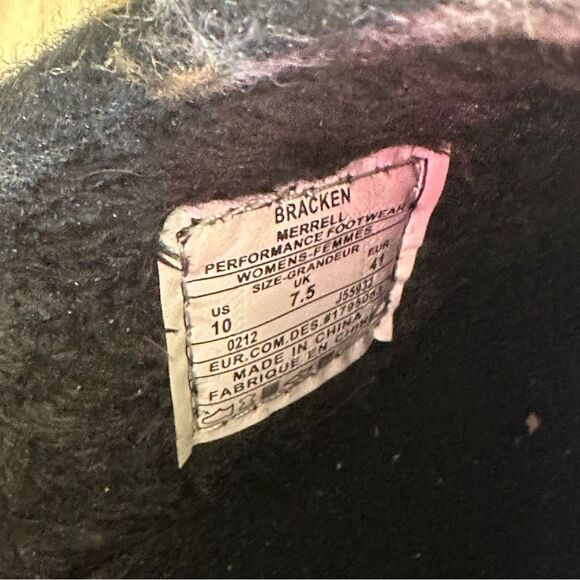 BRACKEN
MERRELL
PERFORMANCE FOOTWEAR
WOMENS-FEMMES
SIZE-GRANDEUR
US UK EUR
10 7.5 41
0212 J55932
EUR.COM.DES.
MADE IN CHINA
FABRIQUE EN CHINE